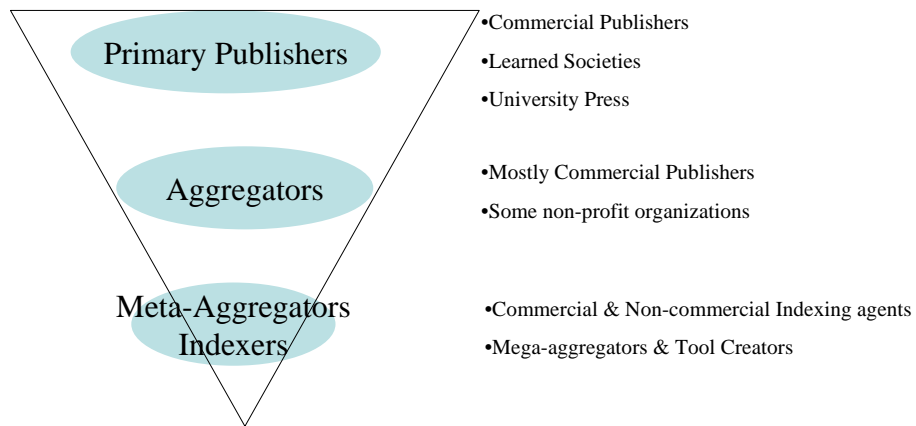 Primary Publishers
•Commercial Publishers
•Learned Societies
•University Press
Aggregators
•Mostly Commercial Publishers
•Some non-profit organizations
Meta-Aggregators
Indexers
•Commercial & Non-commercial Indexing agents
•Mega-aggregators & Tool Creators